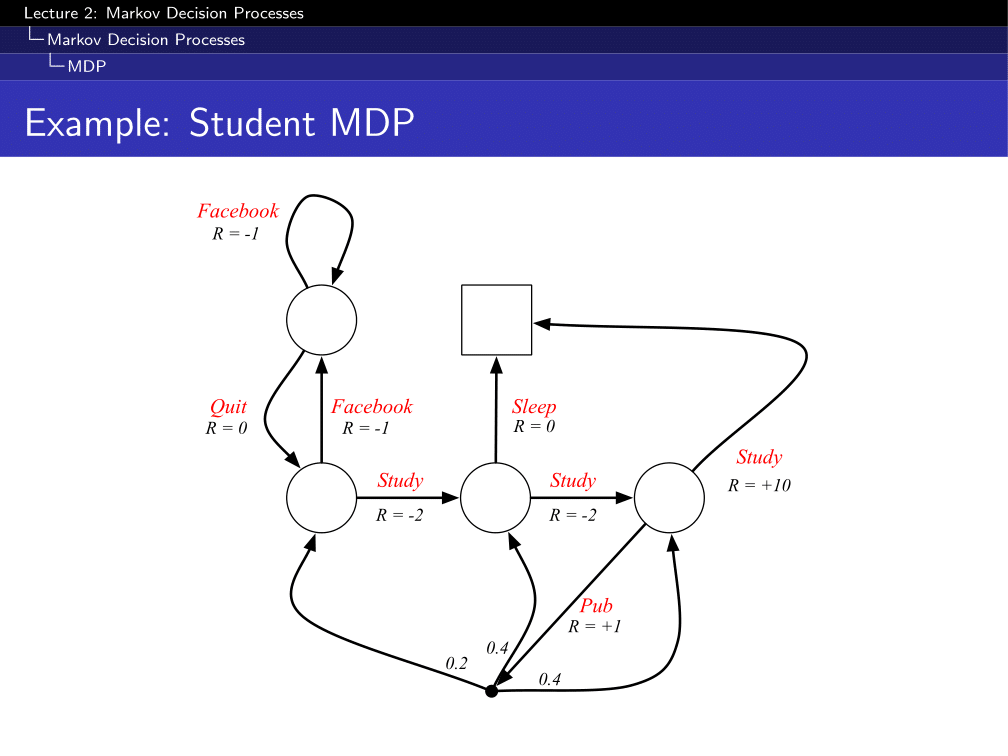 Lecture 2: Markov Decision Processes
Markov Decision Processes
MDP
Example: Student MDP
Facebook
R = -1
Quit
R = 0
Facebook
R = -1
Sleep
R = 0
Study
R = -2
Study
R = -2
Study
R = +10
Pub
R = +1
0.2
0.4
0.4